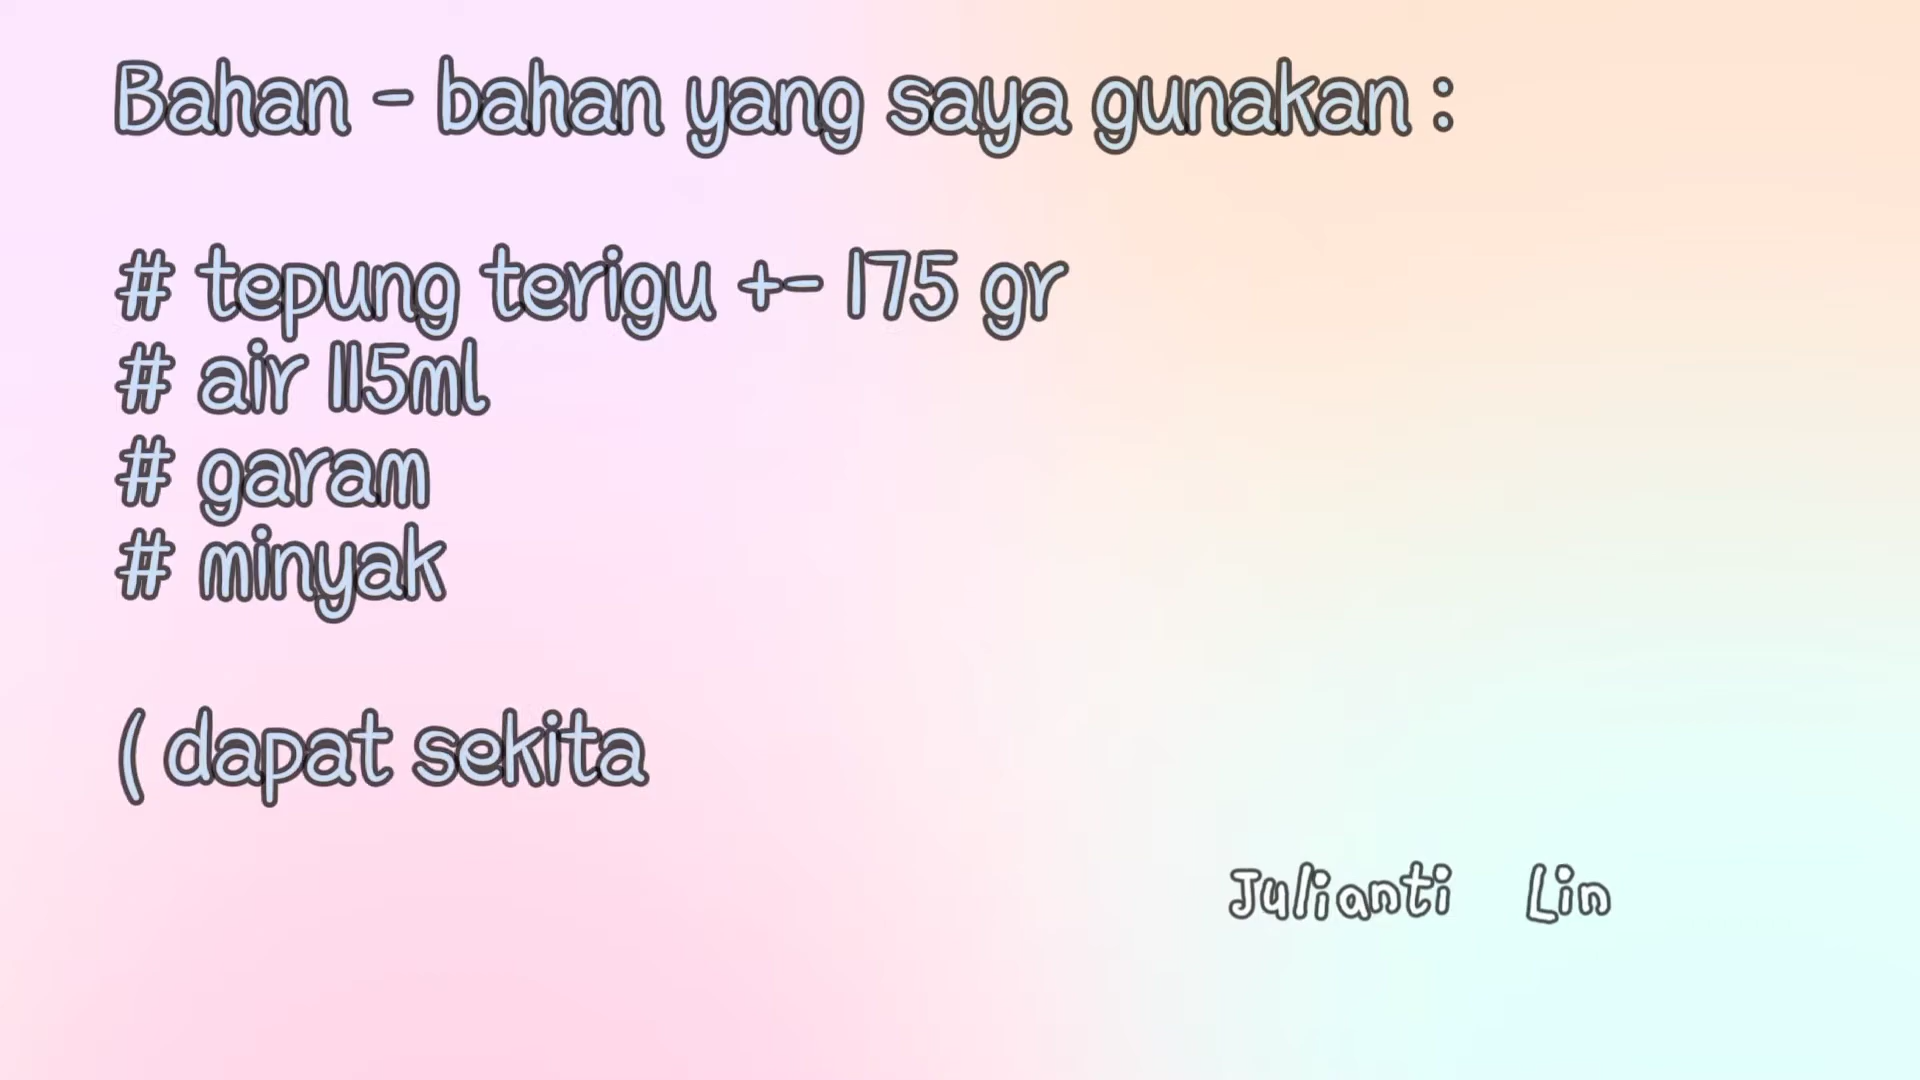 Bahan - bahan yang saya gunakan :
# tepung terigu +- 175 gr
# air 115ml
# garam
# minyak
( dapat sekita
Julianti Lin